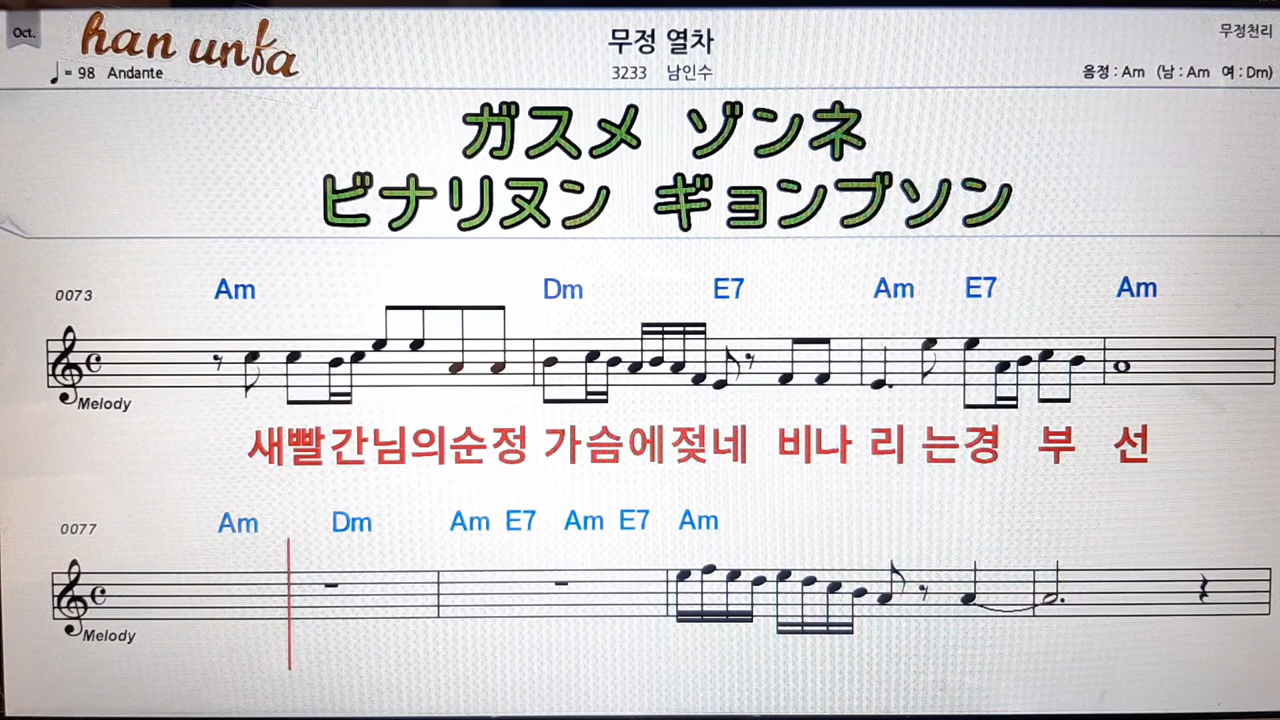 Oct.
han unfa
무정 열차
무정천리
♩= 98 Andante
3233 남인수
음정 : Am (남 : Am 여 : Dm)
ガスメ ゾンネ
ビナリヌン ギョンブソン
Am Dm E7 Am E7 Am
0073
Melody
새빨간님의순정 가슴에젖네 비나 리 는경 부 선
Am Dm Am E7 Am E7 Am
0077
Melody